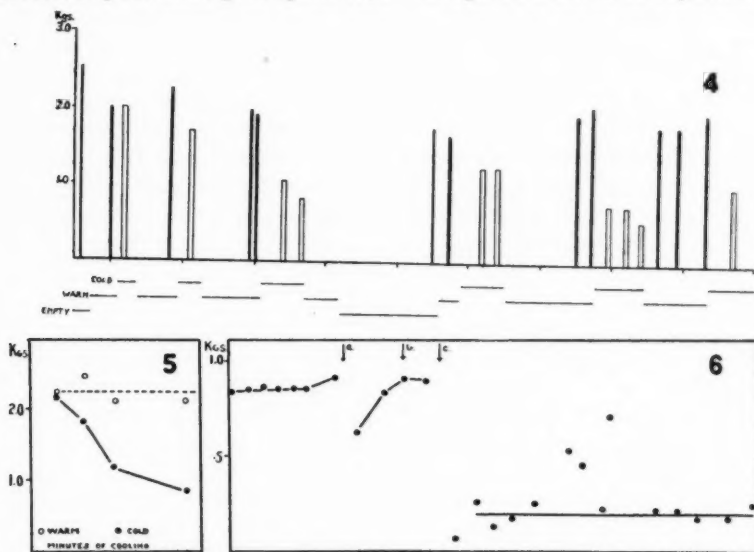 KGS.
3.0
4
2.0
1.0
COLD
WARM
EMPTY
KGS
5
2.0
1.0
WARM COLD
MINUTES OF COOLING
KGS.
a. b. c.
1.0
6
.5